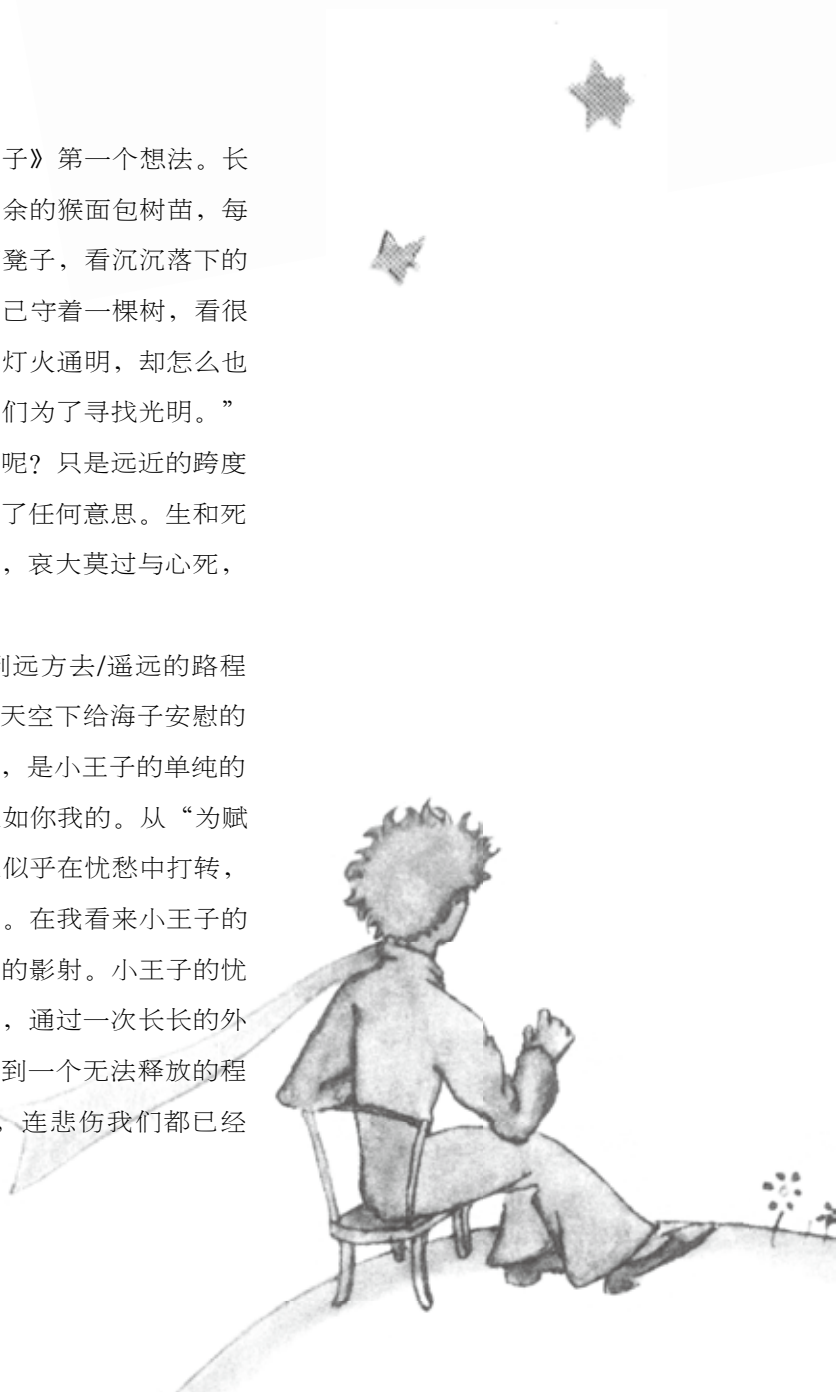 子》第一个想法。长
余的猴面包树苗，每
凳子，看沉沉落下的
己守着一棵树，看很
灯火通明，却怎么也
们为了寻找光明。”
呢？只是远近的跨度
了任何意思。生和死
，哀大莫过与心死，
到远方去/遥远的路程
天空下给海子安慰的
，是小王子的单纯的
如你我的。从“为赋
似乎在忧愁中打转，
。在我看来小王子的
的影射。小王子的忧
，通过一次长长的外
到一个无法释放的程
，连悲伤我们都已经